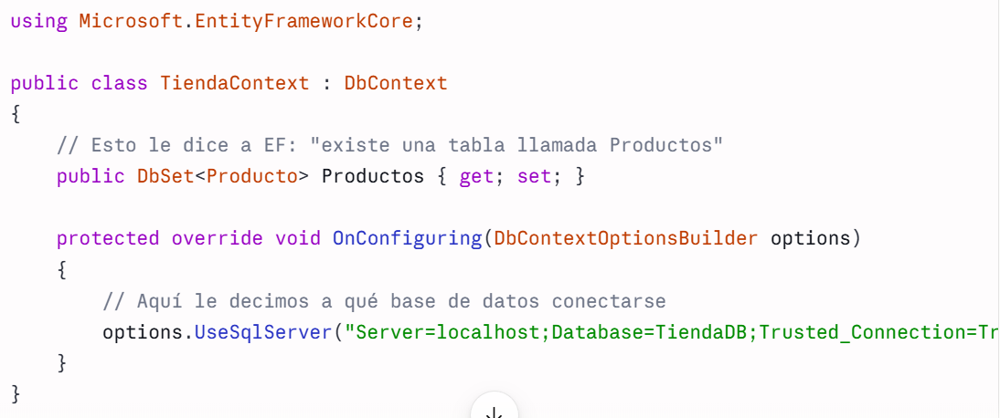 using Microsoft.EntityFrameworkCore;
public class TiendaContext : DbContext
{
// Esto le dice a EF: "existe una tabla llamada Productos"
public DbSet<Producto> Productos { get; set; }
protected override void OnConfiguring(DbContextOptionsBuilder options)
{
// Aquí le decimos a qué base de datos conectarse
options.UseSqlServer("Server=localhost;Database=TiendaDB;Trusted_Connection=Tr
}
}